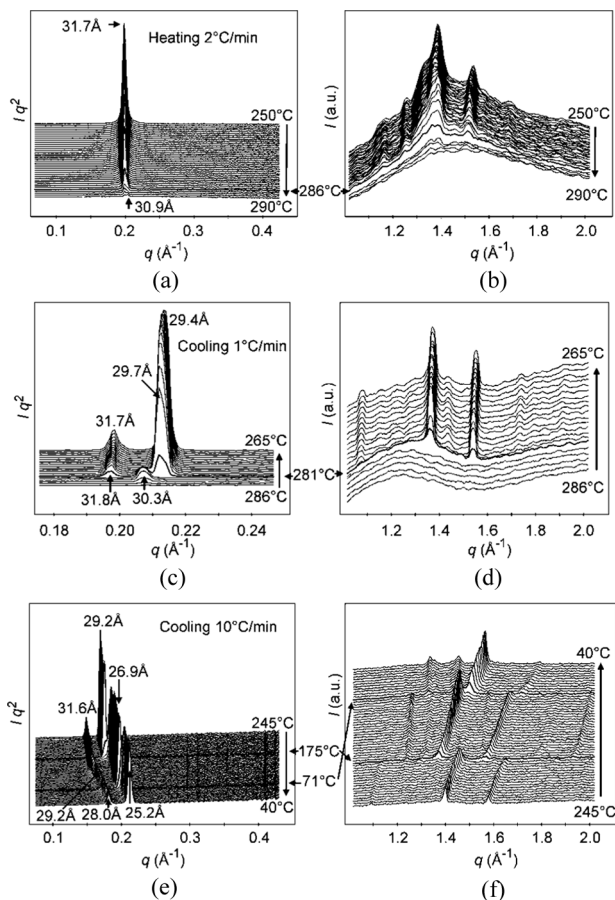 31.7Å
Heating 2°C/min
I q²
250°C
286°C
290°C
30.9Å
0.1 0.2 0.3 0.4
q (Å⁻¹)
(a)
I (a.u.)
250°C
290°C
1.2 1.4 1.6 1.8 2.0
q (Å⁻¹)
(b)
29.4Å
Cooling 1°C/min
29.7Å
I q²
31.7Å
265°C
281°C
286°C
31.8Å
30.3Å
0.18 0.20 0.22 0.24
q (Å⁻¹)
(c)
I (a.u.)
265°C
286°C
1.2 1.4 1.6 1.8 2.0
q (Å⁻¹)
(d)
29.2Å
Cooling 10°C/min
26.9Å
I q²
31.6Å
245°C
175°C
71°C
40°C
29.2Å
28.0Å
25.2Å
0.1 0.2 0.3 0.4
q (Å⁻¹)
(e)
I (a.u.)
40°C
245°C
1.2 1.4 1.6 1.8 2.0
q (Å⁻¹)
(f)